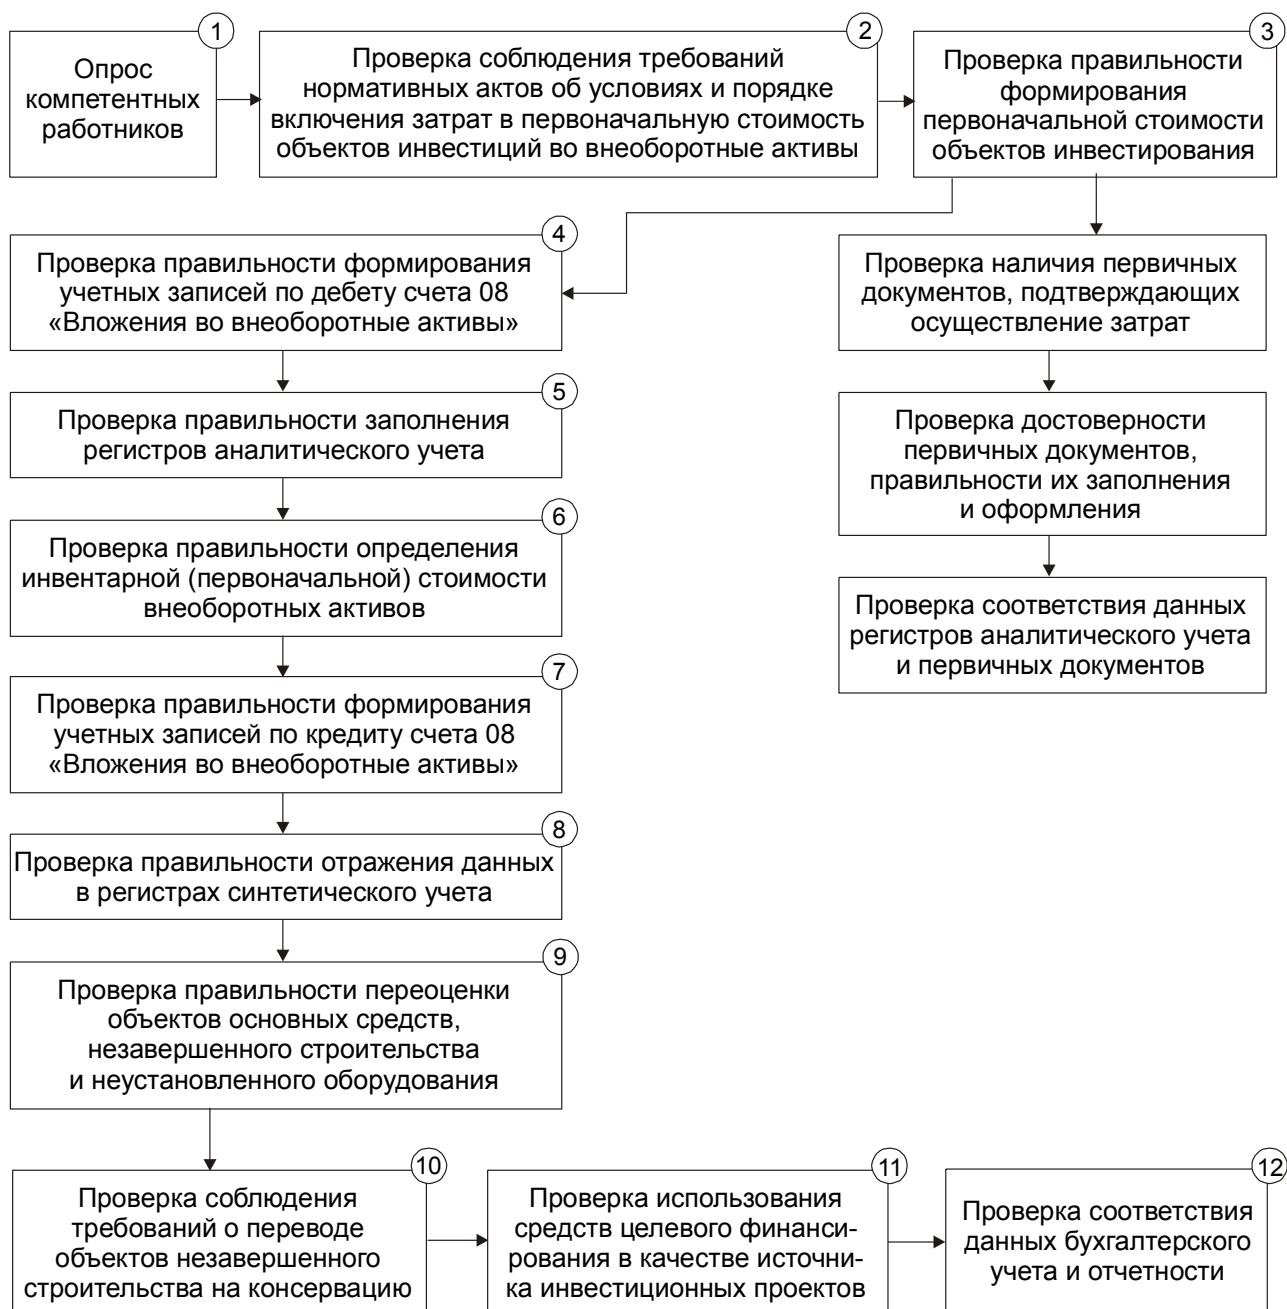 1
Опрос
компетентных
работников
2
Проверка соблюдения требований
нормативных актов об условиях и порядке
включения затрат в первоначальную стоимость
объектов инвестиций во внеоборотные активы
3
Проверка правильности
формирования
первоначальной стоимости
объектов инвестирования
4
Проверка правильности формирования
учетных записей по дебету счета 08
«Вложения во внеоборотные активы»
Проверка наличия первичных
документов, подтверждающих
осуществление затрат
5
Проверка правильности заполнения
регистров аналитического учета
Проверка достоверности
первичных документов,
правильности их заполнения
и оформления
6
Проверка правильности определения
инвентарной (первоначальной) стоимости
внеоборотных активов
Проверка соответствия данных
регистров аналитического учета
и первичных документов
7
Проверка правильности формирования
учетных записей по кредиту счета 08
«Вложения во внеоборотные активы»
8
Проверка правильности отражения данных
в регистрах синтетического учета
9
Проверка правильности переоценки
объектов основных средств,
незавершенного строительства
и неустановленного оборудования
10
Проверка соблюдения
требований о переводе
объектов незавершенного
строительства на консервацию
11
Проверка использования
средств целевого финанси-
рования в качестве источни-
ка инвестиционных проектов
12
Проверка соответствия
данных бухгалтерского
учета и отчетности